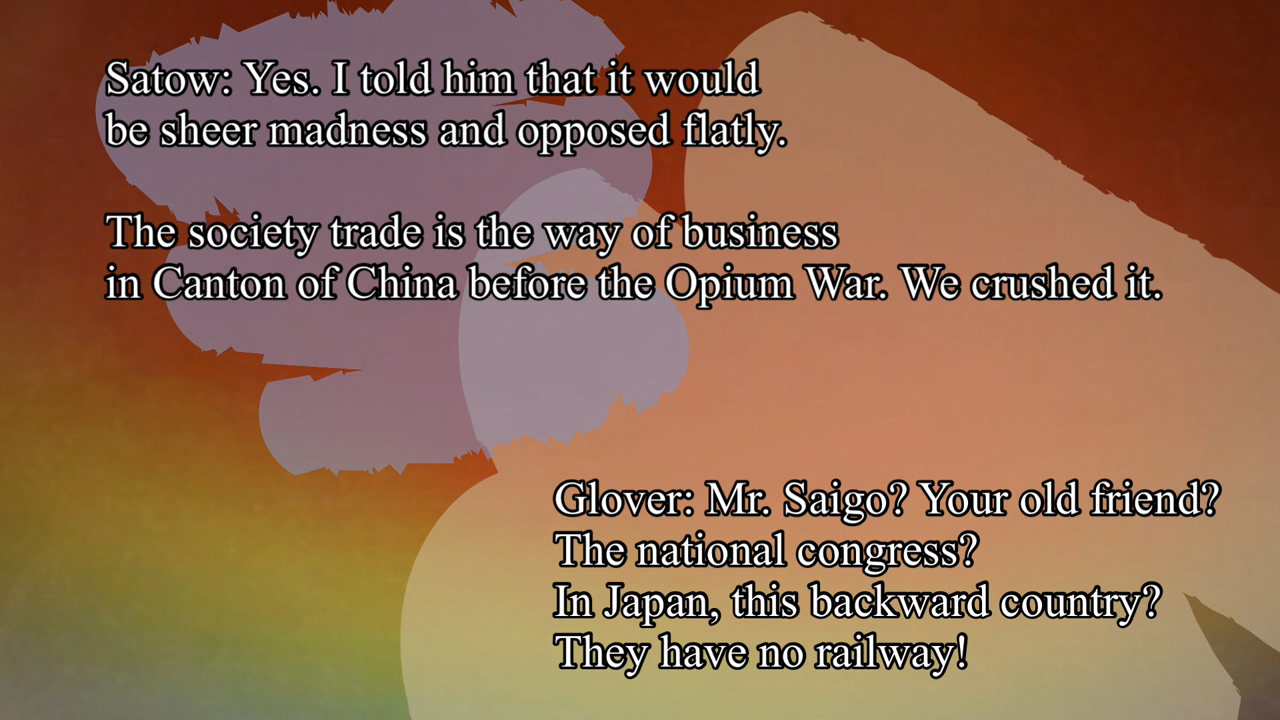 Satow: Yes. I told him that it would
be sheer madness and opposed flatly.
The society trade is the way of business
in Canton of China before the Opium War. We crushed it.
Glover: Mr. Saigo? Your old friend?
The national congress?
In Japan, this backward country?
They have no railway!